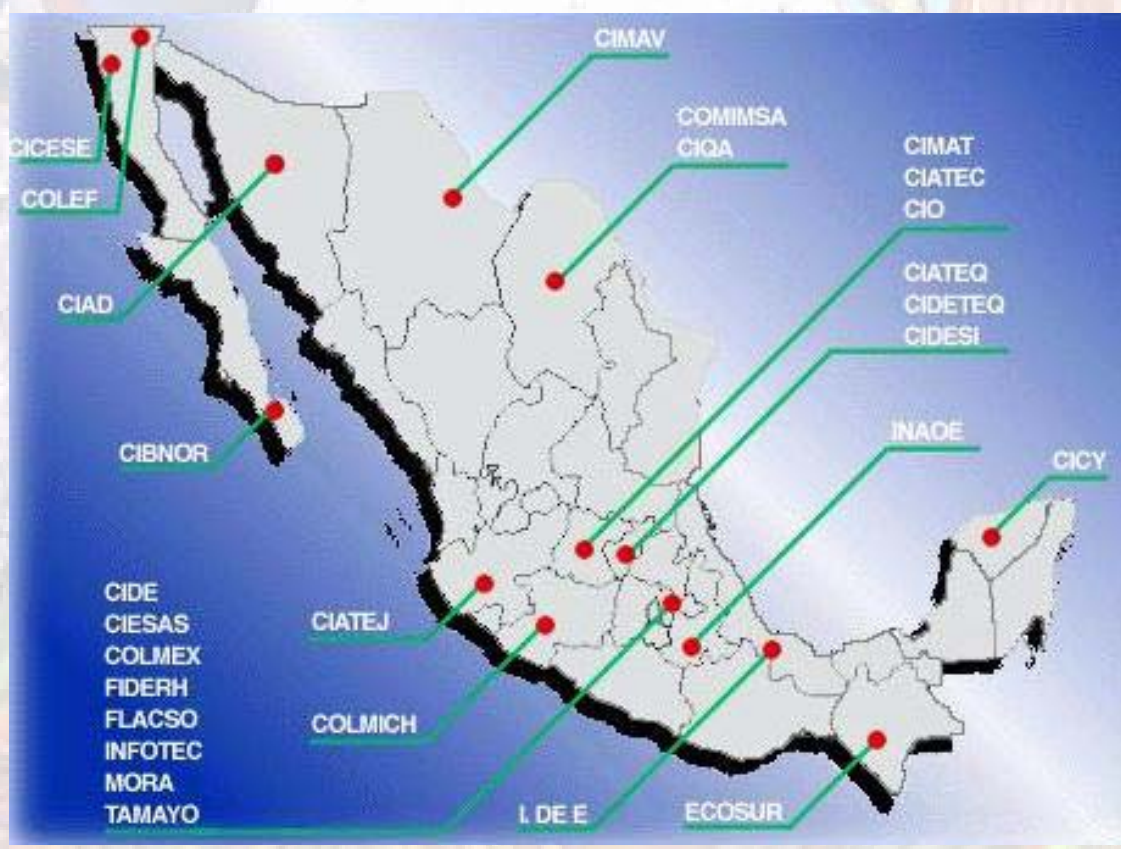 CIMAV
COMIMSA
CIQA
CIMAT
CIATEC
CIO
CICESE
COLEF
CIATEQ
CIDETEQ
CIDESI
CIAD
INAOE
CIBNOR
CICY
CIDE
CIESAS
COLMEX
FIDERH
FLACSO
INFOTEC
MORA
TAMAYO
CIATEJ
COLMICH
I. DE E
ECOSUR